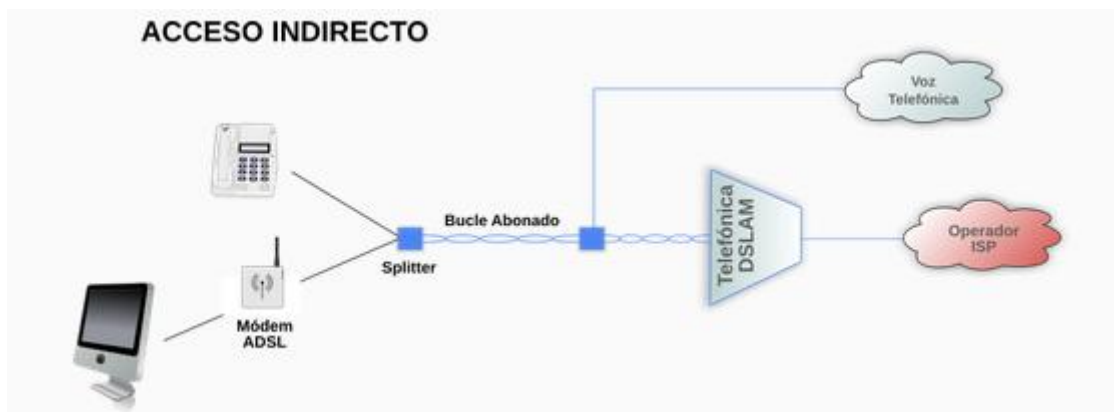 ACCESO INDIRECTO
Voz
Telefónica
Bucle Abonado
Splitter
Telefónica
DSLAM
Operador
ISP
Módem
ADSL